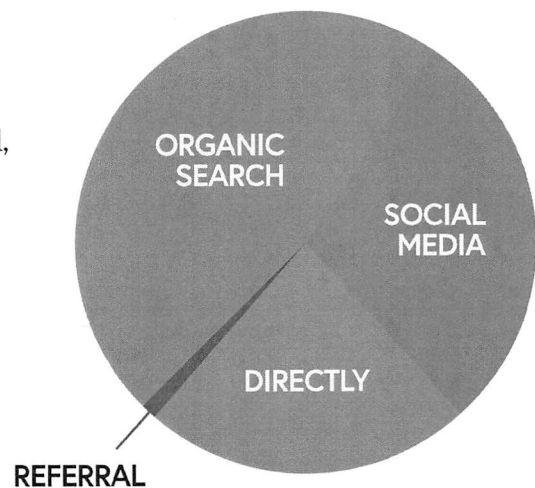 l,
ORGANIC
SEARCH
SOCIAL
MEDIA
DIRECTLY
REFERRAL